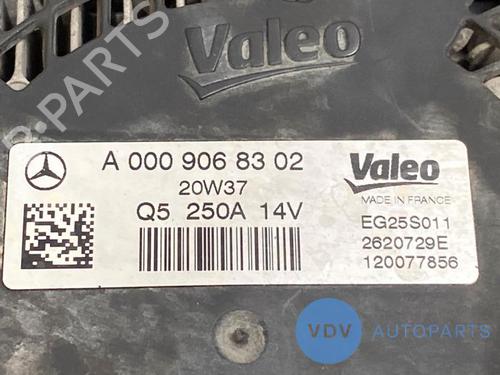 Valeo
B-PARTS
A 000 906 83 02
20W37
Q5 250A 14V
Valeo
MADE IN FRANCE
EG25S011
2620729E
120077856
VDV AUTOPARTS